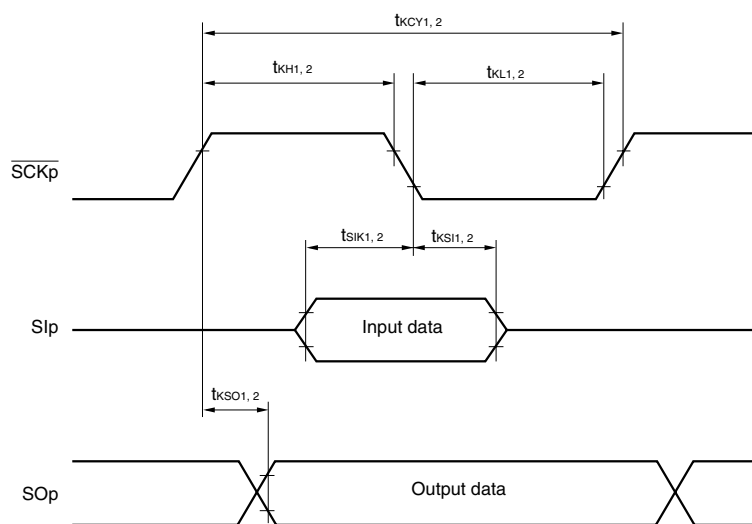 tKCY1, 2
tKH1, 2
tKL1, 2
SCKp
tSIK1, 2
tKSI1, 2
SIp
Input data
tKSO1, 2
SOp
Output data